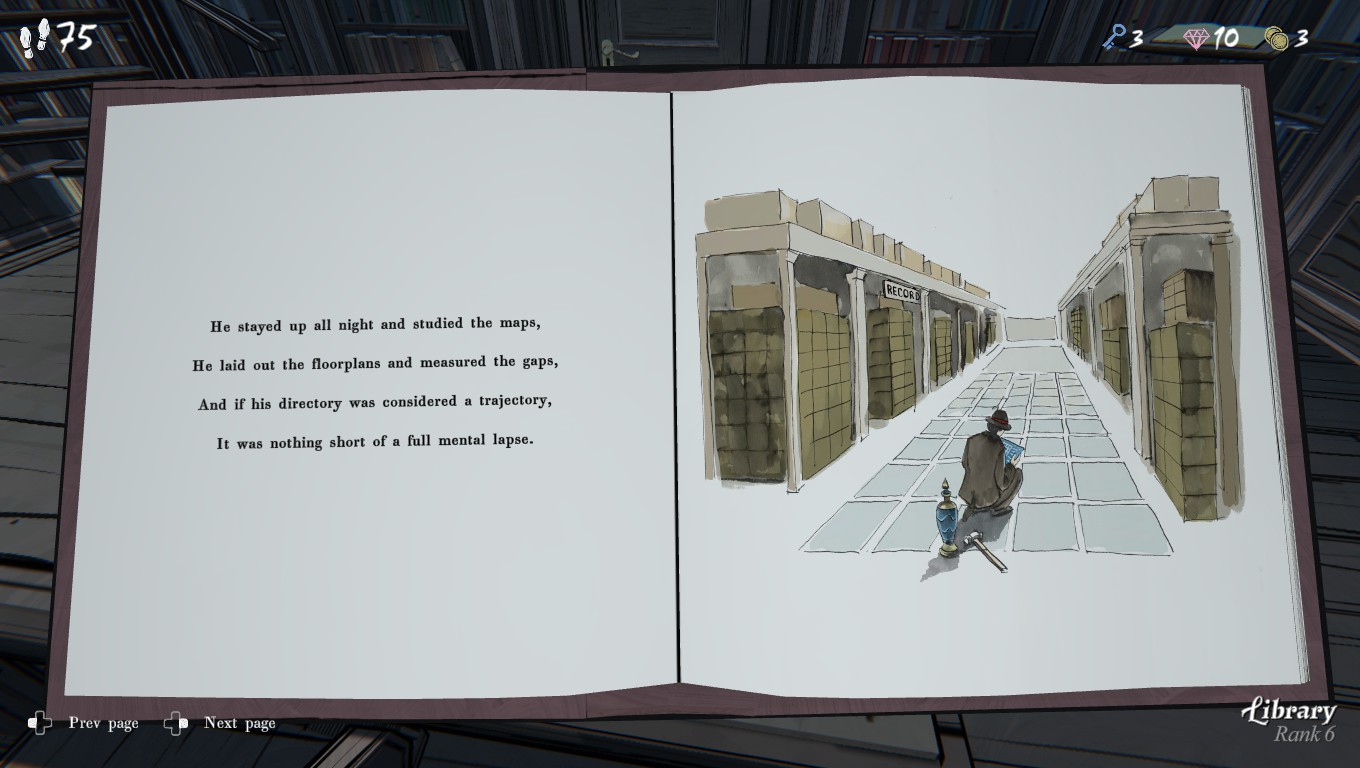 75
3
10
3
He stayed up all night and studied the maps,
He laid out the floorplans and measured the gaps,
And if his directory was considered a trajectory,
It was nothing short of a full mental lapse.
RECORD
Prev page
Next page
Library
Rank 6